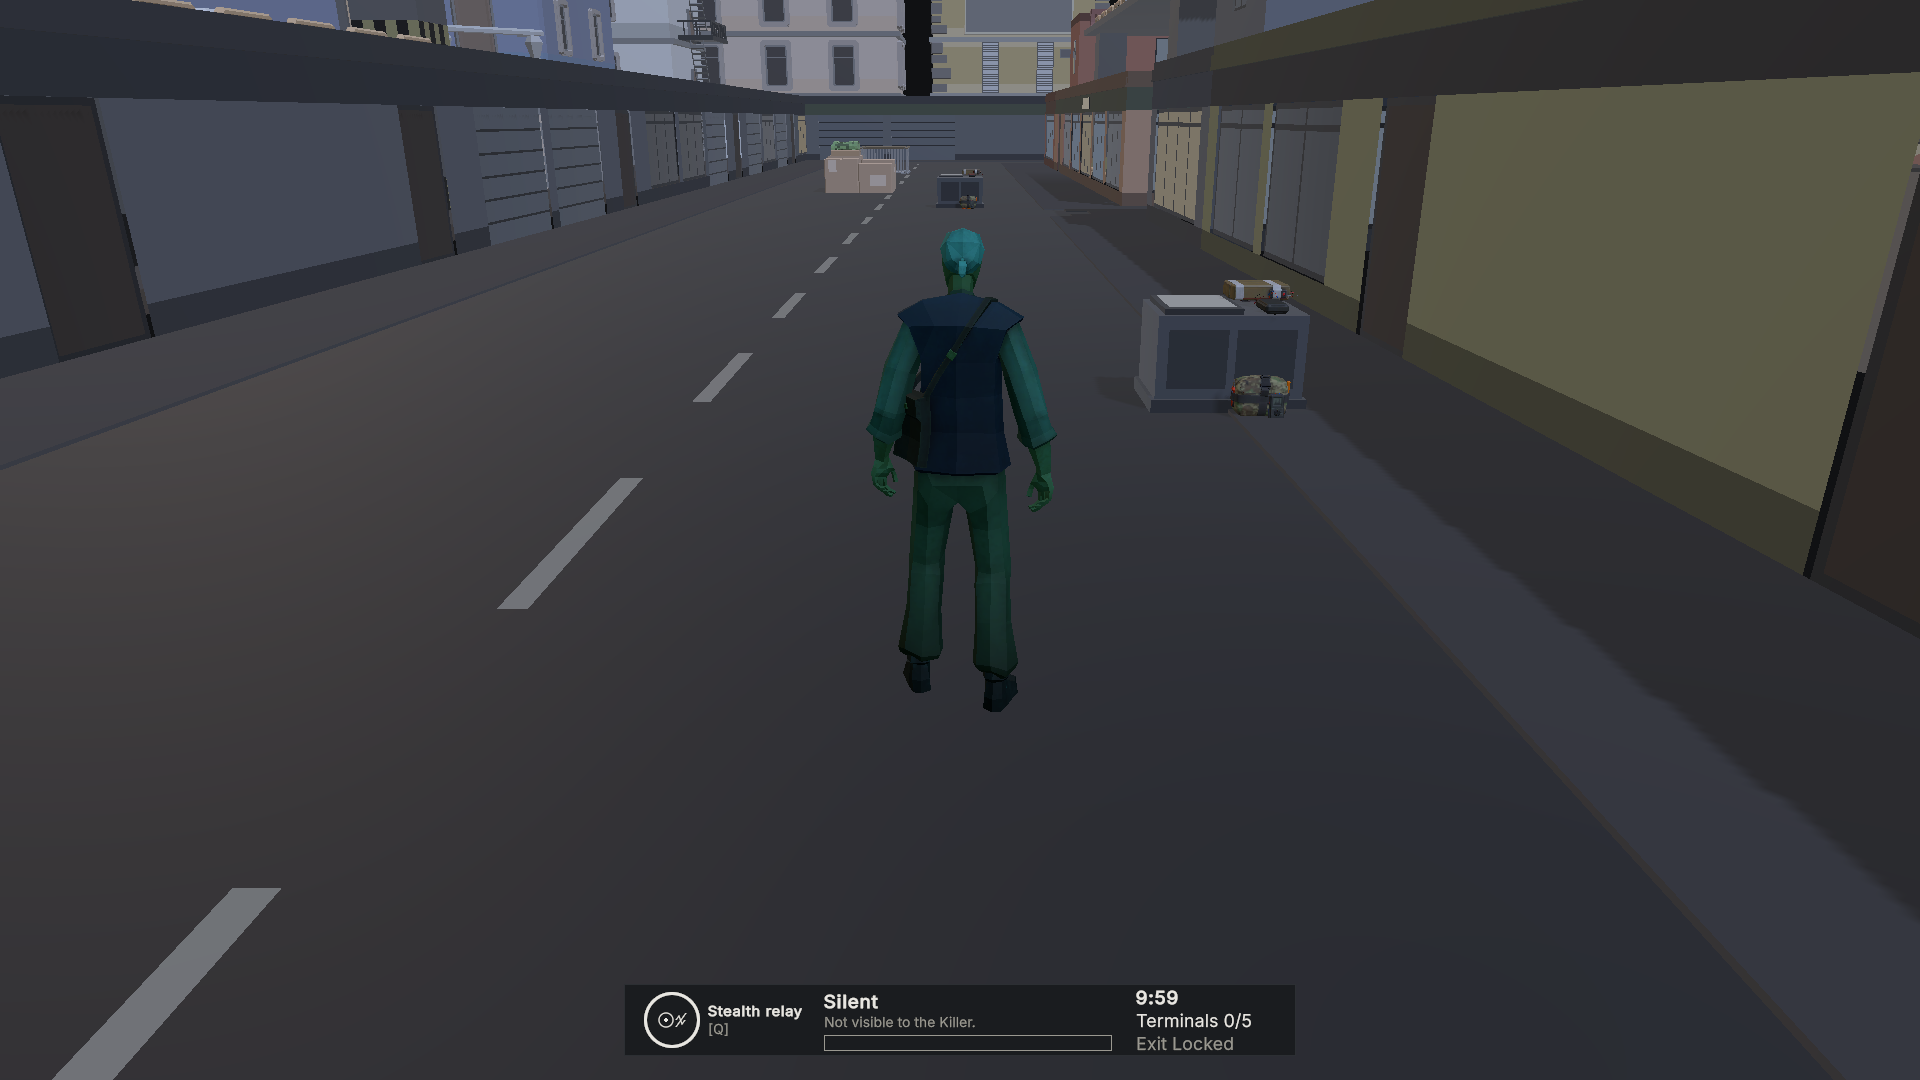 Stealth relay
[Q]
Silent
Not visible to the Killer.
9:59
Terminals 0/5
Exit Locked